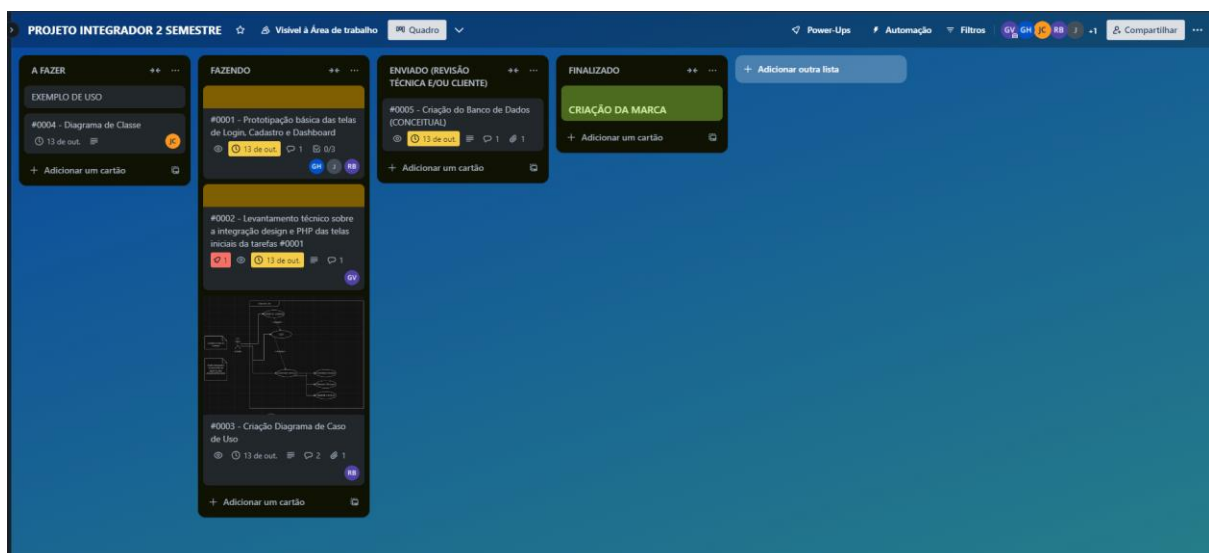 PROJETO INTEGRADOR 2 SEMESTRE
Visível à Área de trabalho
Quadro
Power-Ups
Automação
Filtros
GV
GH
JC
RB
J
+1
Compartilhar
A FAZER
EXEMPLO DE USO
#0004 - Diagrama de Classe
13 de out.
JC
+ Adicionar um cartão
FAZENDO
#0001 - Prototipação básica das telas
de Login, Cadastro e Dashboard
13 de out.
1
0/3
GH
J
RB
#0002 - Levantamento técnico sobre
a integração design e PHP das telas
iniciais da tarefas #0001
1
13 de out.
1
GV
#0003 - Criação Diagrama de Caso
de Uso
13 de out.
2
1
RB
+ Adicionar um cartão
ENVIADO (REVISÃO
TÉCNICA E/OU CLIENTE)
#0005 - Criação do Banco de Dados
(CONCEITUAL)
13 de out.
1
1
+ Adicionar um cartão
FINALIZADO
CRIAÇÃO DA MARCA
+ Adicionar um cartão
+ Adicionar outra lista